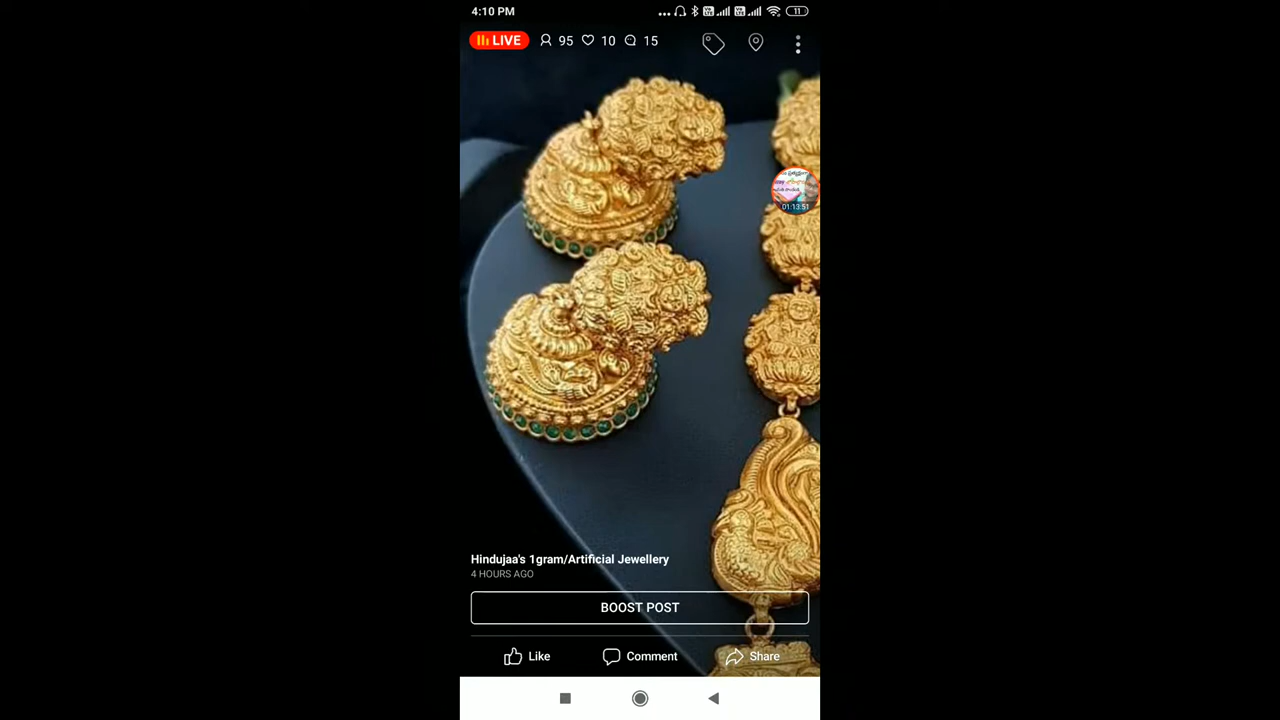 4:10 PM
11
LIVE 95 10 15
01:13:51
Hindujaa's 1gram/Artificial Jewellery
4 HOURS AGO
BOOST POST
Like Comment Share